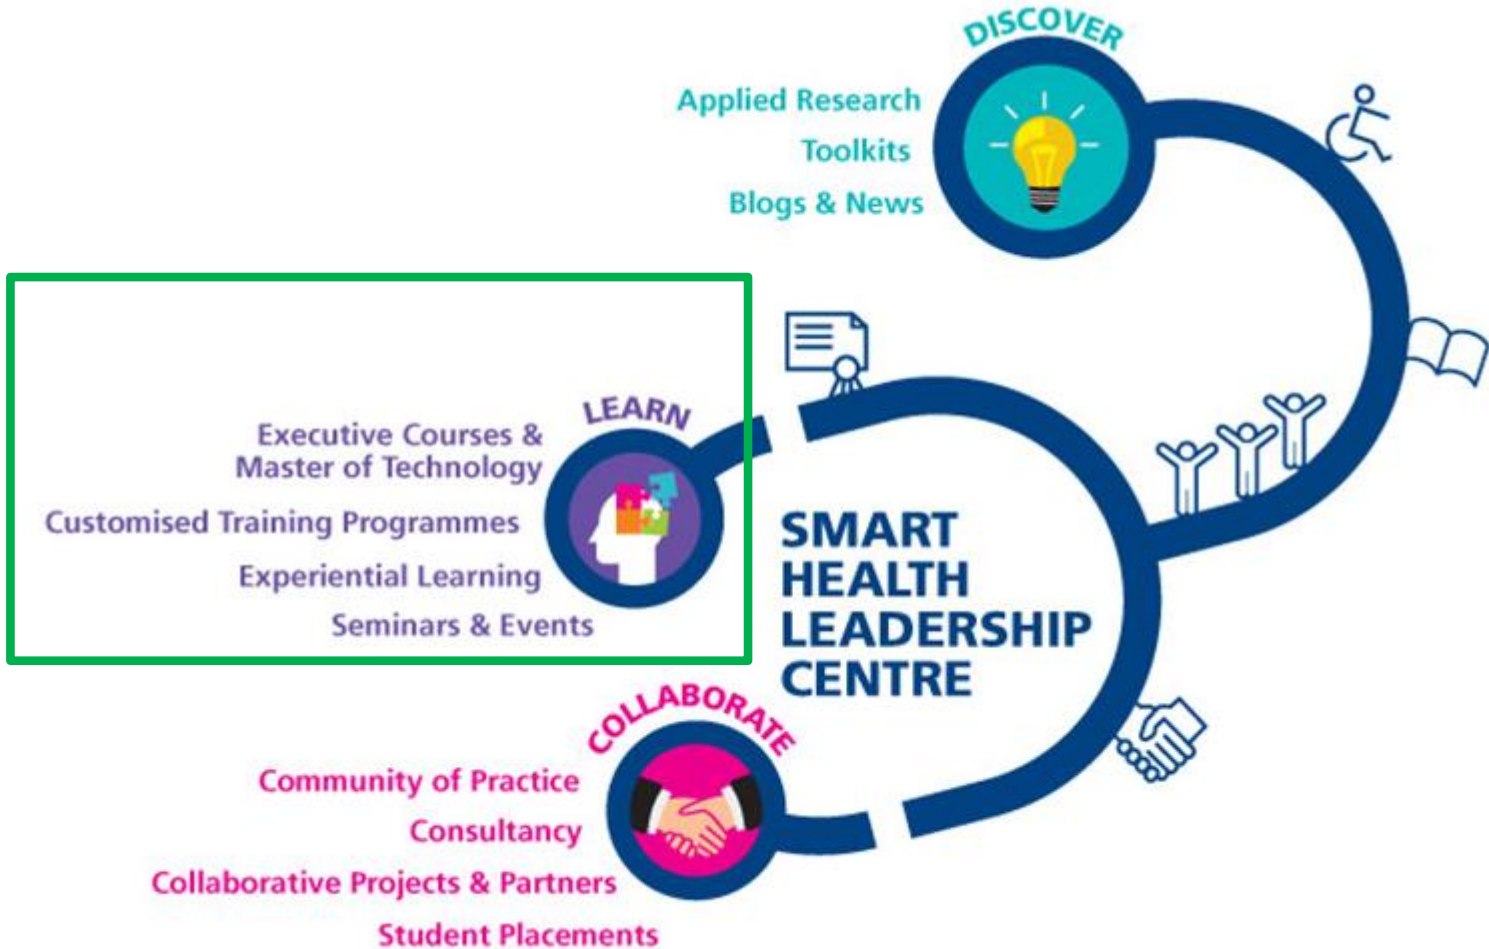 DISCOVER
Applied Research
Toolkits
Blogs & News
LEARN
Executive Courses &
Master of Technology
Customised Training Programmes
Experiential Learning
Seminars & Events
SMART
HEALTH
LEADERSHIP
CENTRE
COLLABORATE
Community of Practice
Consultancy
Collaborative Projects & Partners
Student Placements